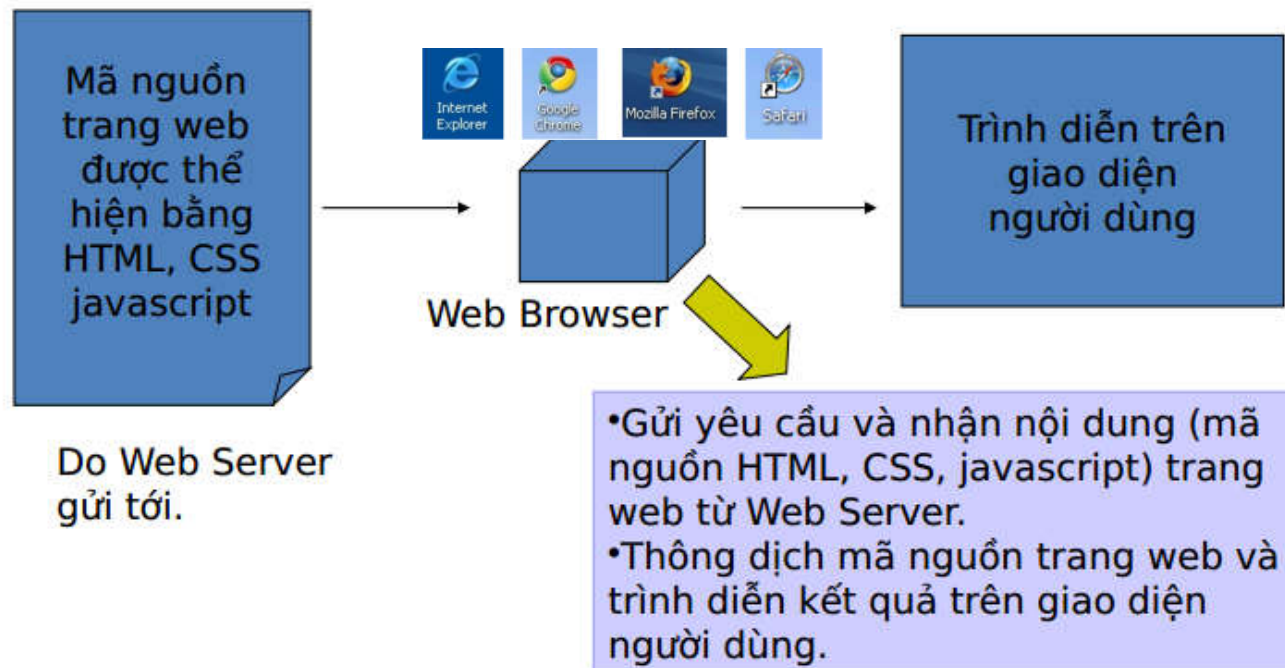 Mã nguồn
trang web
được thể
hiện bằng
HTML, CSS
javascript
Do Web Server
gửi tới.
Internet
Explorer
Google
Chrome
Mozilla Firefox
Safari
Web Browser
Trình diễn trên
giao diện
người dùng
•Gửi yêu cầu và nhận nội dung (mã
nguồn HTML, CSS, javascript) trang
web từ Web Server.
•Thông dịch mã nguồn trang web và
trình diễn kết quả trên giao diện
người dùng.